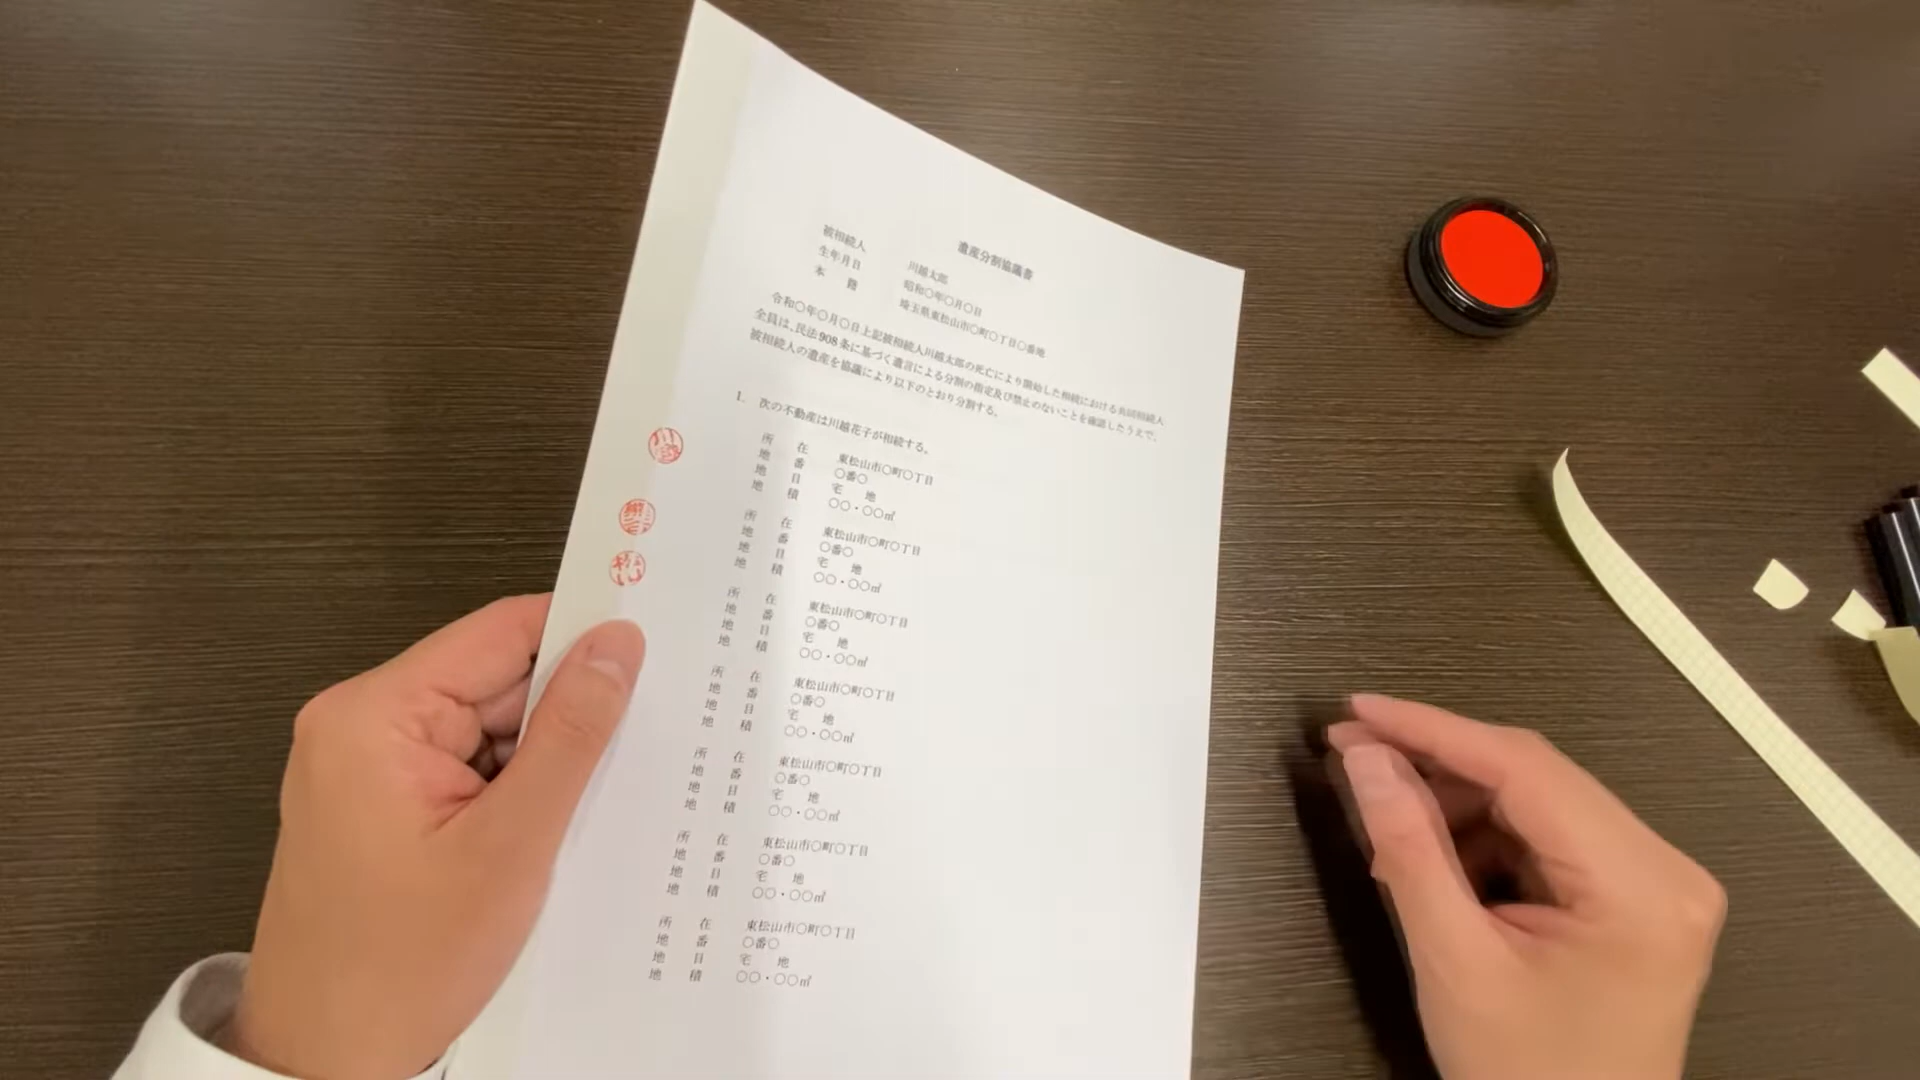 遺産分割協議書
被相続人 川越太郎
生年月日 昭和○年○月○日
本籍 埼玉県東松山市○町○丁目○番地
令和○年○月○日上記被相続人川越太郎の死亡により開始した相続における共同相続人
全員は、民法908条に基づく遺言による分割の指定及び禁止のないことを確認したうえで、
被相続人の遺産を協議により以下のとおり分割する。
1. 次の不動産は川越花子が相続する。
所在 東松山市○町○丁目
地番 ○番○
地目 宅地
地積 ○○・○○㎡
所在 東松山市○町○丁目
地番 ○番○
地目 宅地
地積 ○○・○○㎡
所在 東松山市○町○丁目
地番 ○番○
地目 宅地
地積 ○○・○○㎡
所在 東松山市○町○丁目
地番 ○番○
地目 宅地
地積 ○○・○○㎡
所在 東松山市○町○丁目
地番 ○番○
地目 宅地
地積 ○○・○○㎡
所在 東松山市○町○丁目
地番 ○番○
地目 宅地
地積 ○○・○○㎡
所在 東松山市○町○丁目
地番 ○番○
地目 宅地
地積 ○○・○○㎡